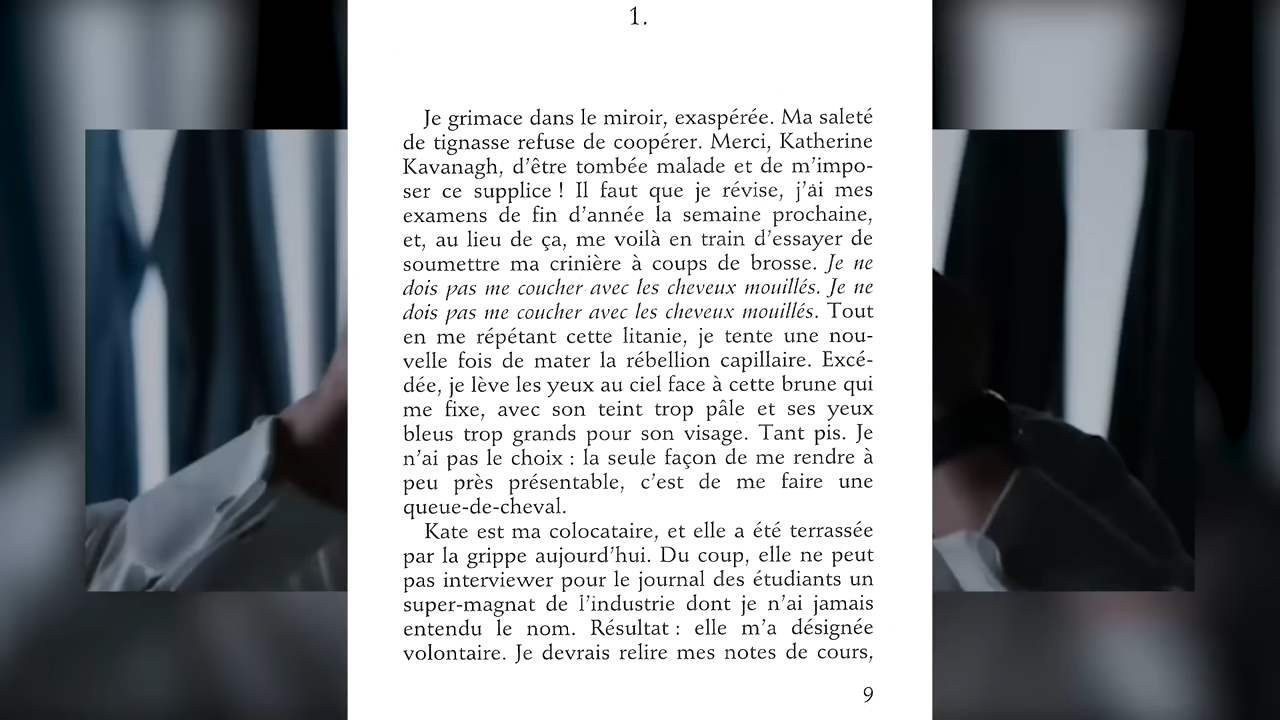 1.
Je grimace dans le miroir, exaspérée. Ma saleté
de tignasse refuse de coopérer. Merci, Katherine
Kavanagh, d'être tombée malade et de m'impo-
ser ce supplice ! Il faut que je révise, j'ai mes
examens de fin d'année la semaine prochaine,
et, au lieu de ça, me voilà en train d'essayer de
soumettre ma crinière à coups de brosse. Je ne
dois pas me coucher avec les cheveux mouillés. Je ne
dois pas me coucher avec les cheveux mouillés. Tout
en me répétant cette litanie, je tente une nou-
velle fois de mater la rébellion capillaire. Excé-
dée, je lève les yeux au ciel face à cette brune qui
me fixe, avec son teint trop pâle et ses yeux
bleus trop grands pour son visage. Tant pis. Je
n'ai pas le choix : la seule façon de me rendre à
peu près présentable, c'est de me faire une
queue-de-cheval.
Kate est ma colocataire, et elle a été terrassée
par la grippe aujourd'hui. Du coup, elle ne peut
pas interviewer pour le journal des étudiants un
super-magnat de l'industrie dont je n'ai jamais
entendu le nom. Résultat : elle m'a désignée
volontaire. Je devrais relire mes notes de cours,
9